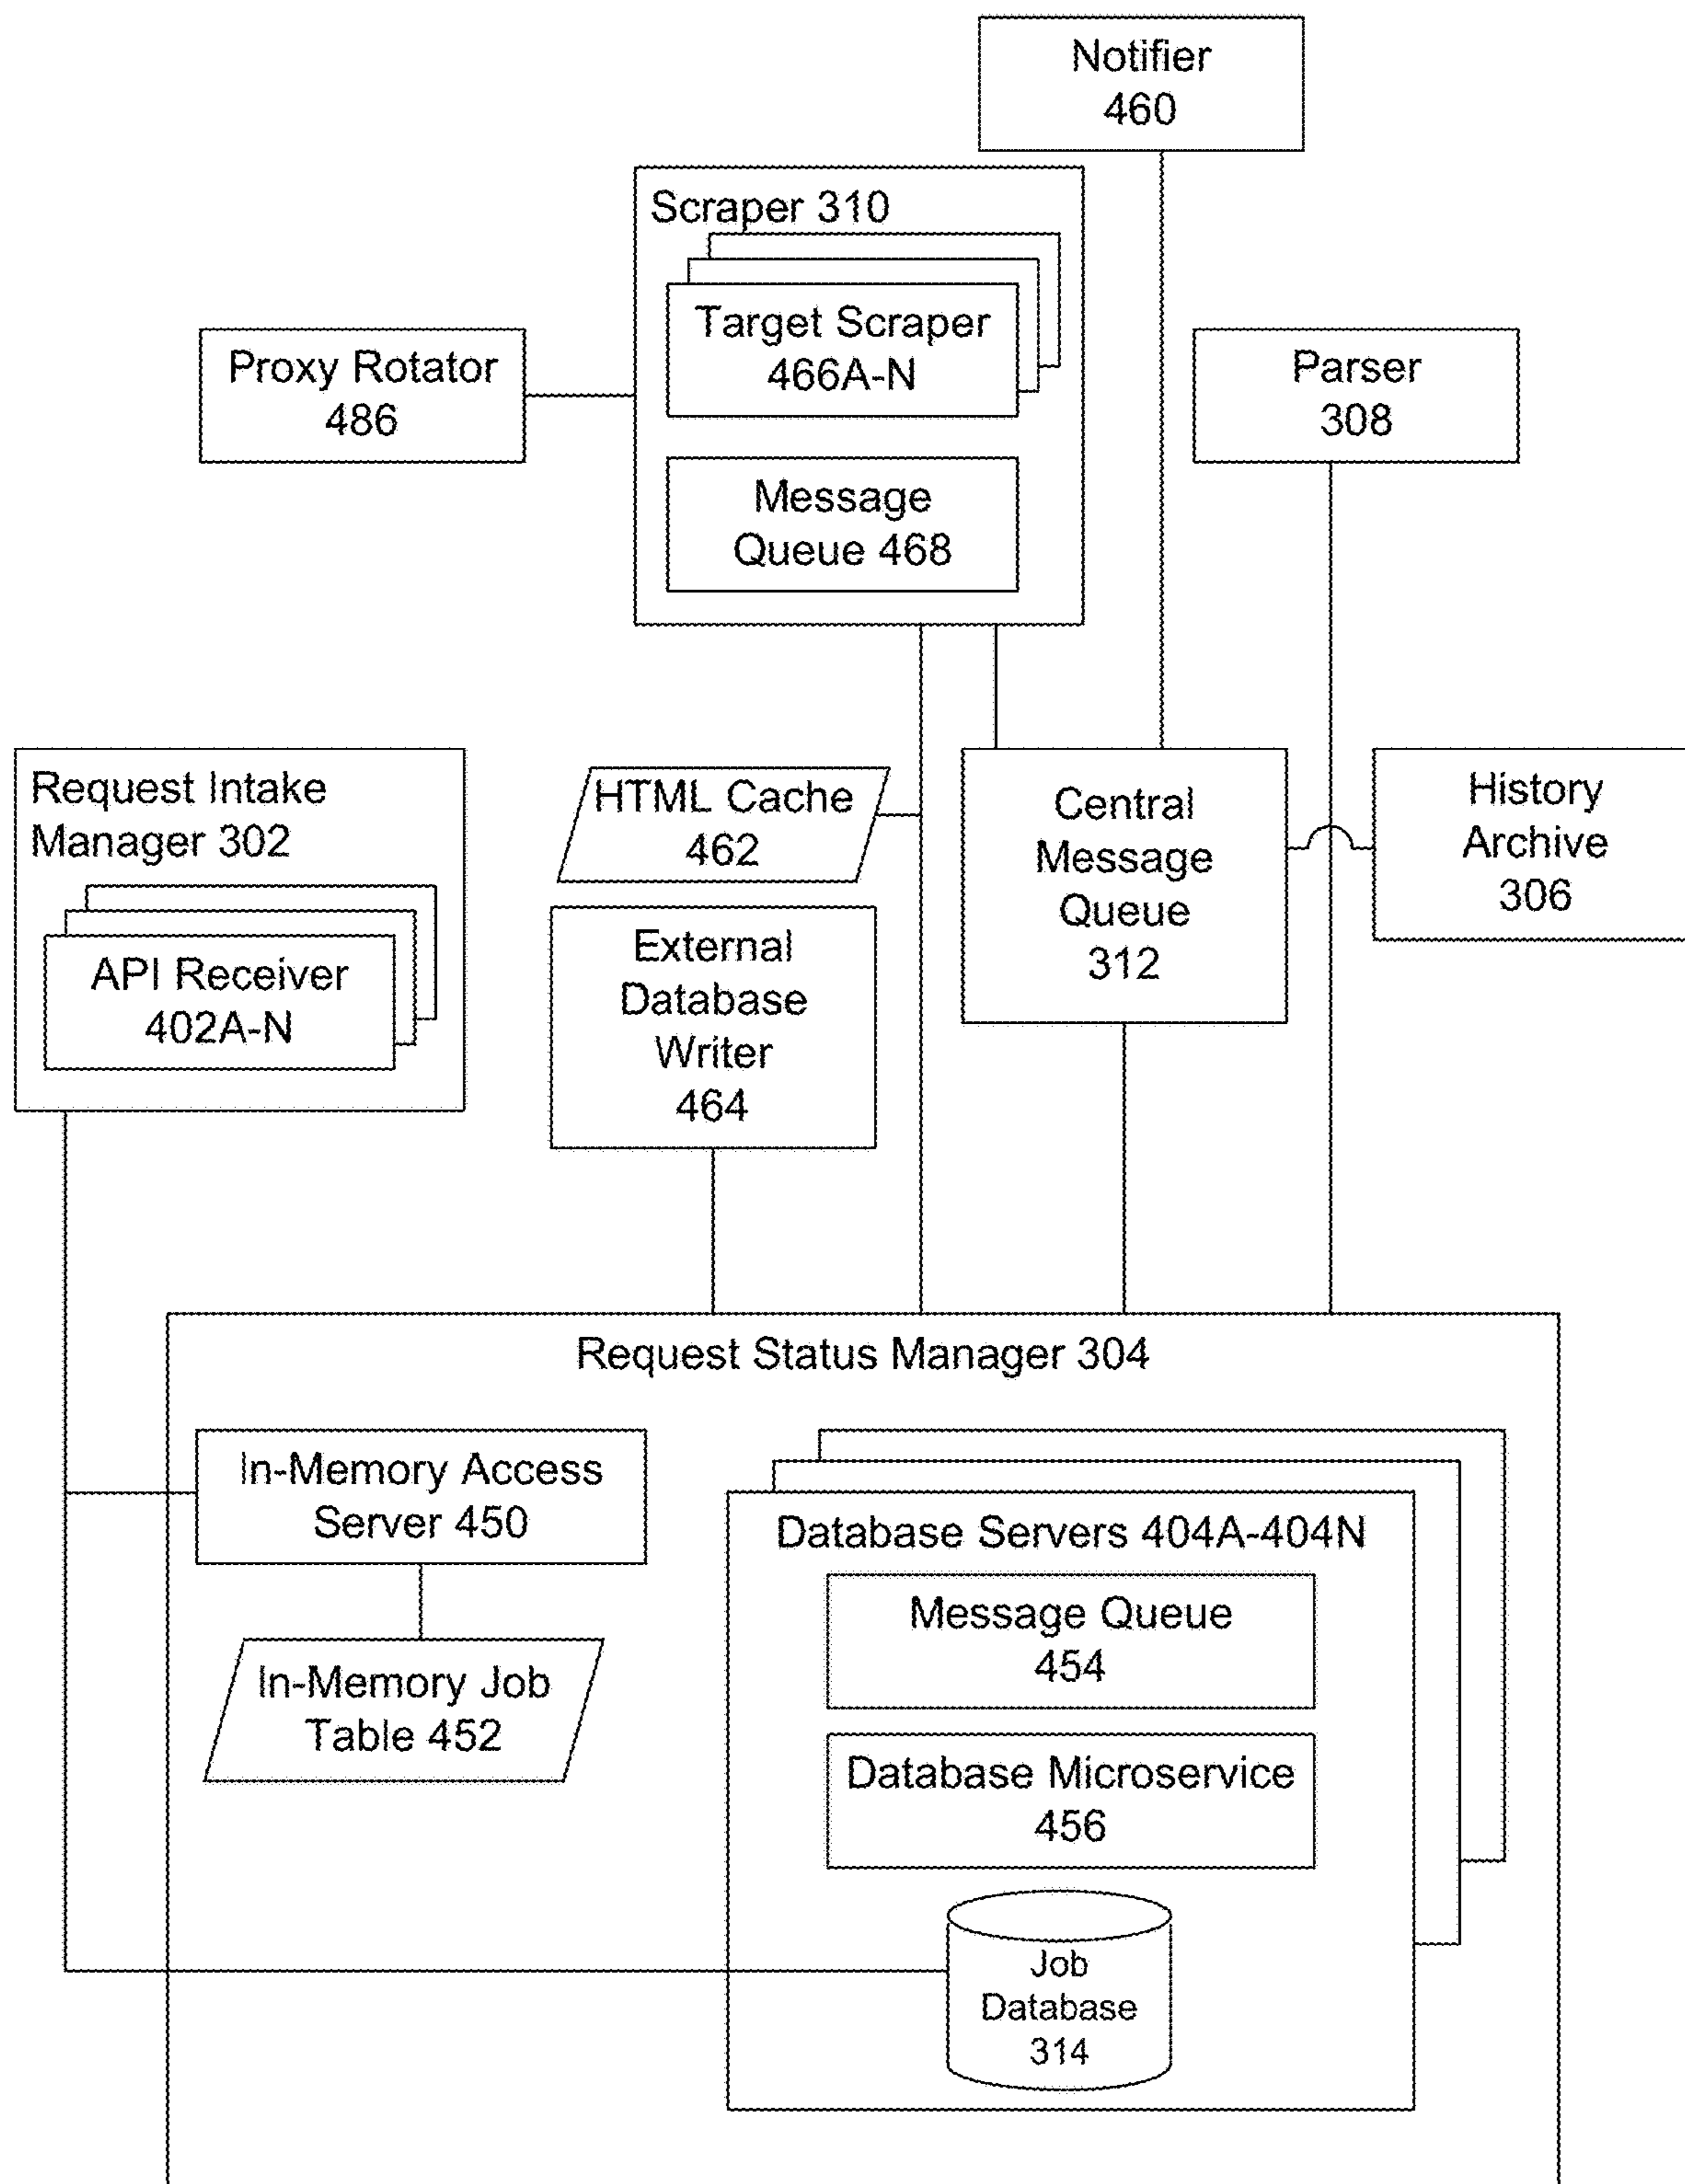 Notifier
460
Scraper 310
Target Scraper
466A-N
Message
Queue 468
Proxy Rotator
486
Parser
308
Request Intake
Manager 302
API Receiver
402A-N
HTML Cache
462
External
Database
Writer
464
Central
Message
Queue
312
History
Archive
306
Request Status Manager 304
In-Memory Access
Server 450
In-Memory Job
Table 452
Database Servers 404A-404N
Message Queue
454
Database Microservice
456
Job
Database
314